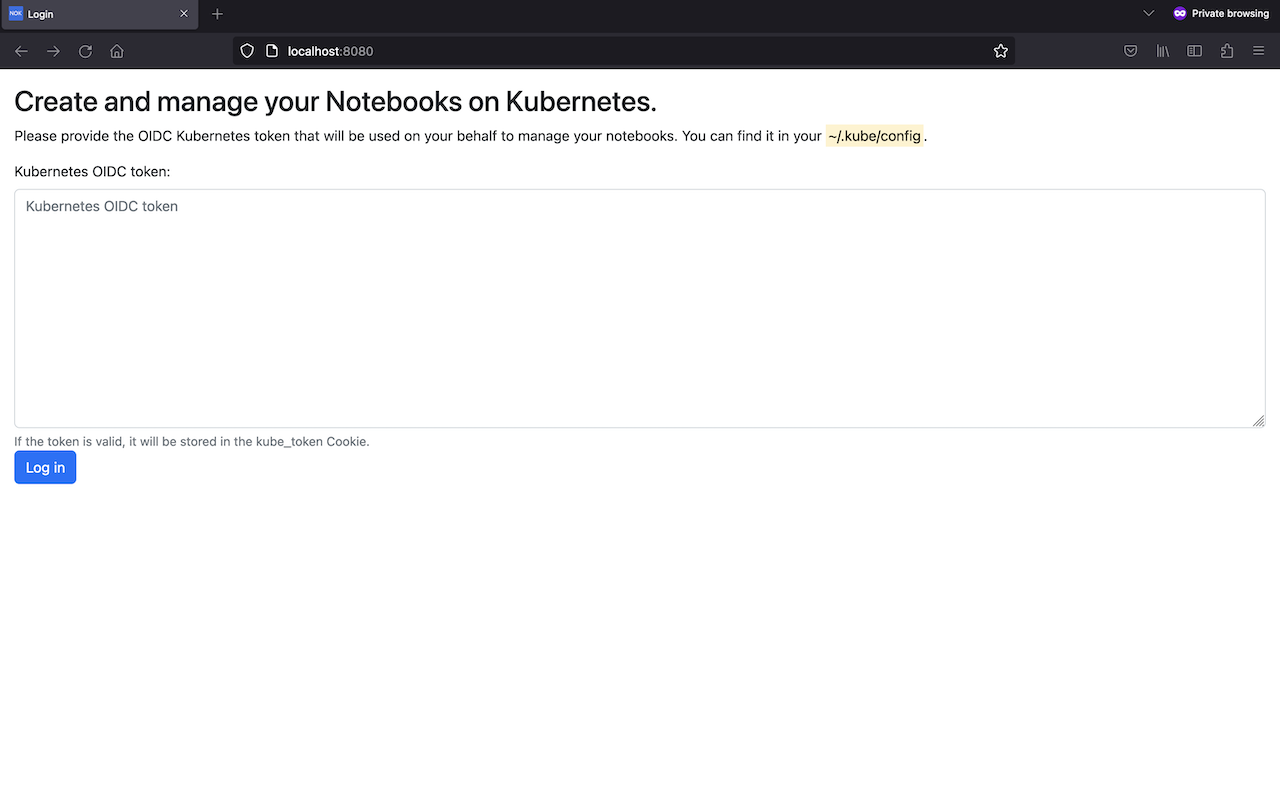 NOK Login
Private browsing
localhost:8080
Create and manage your Notebooks on Kubernetes.
Please provide the OIDC Kubernetes token that will be used on your behalf to manage your notebooks. You can find it in your ~/.kube/config.
Kubernetes OIDC token:
Kubernetes OIDC token
If the token is valid, it will be stored in the kube_token Cookie.
Log in